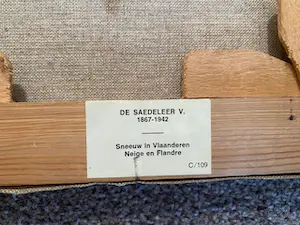 DE SAEDELEER V.
1867-1942
Sneeuw in Vlaanderen
Neige en Flandre
C/109